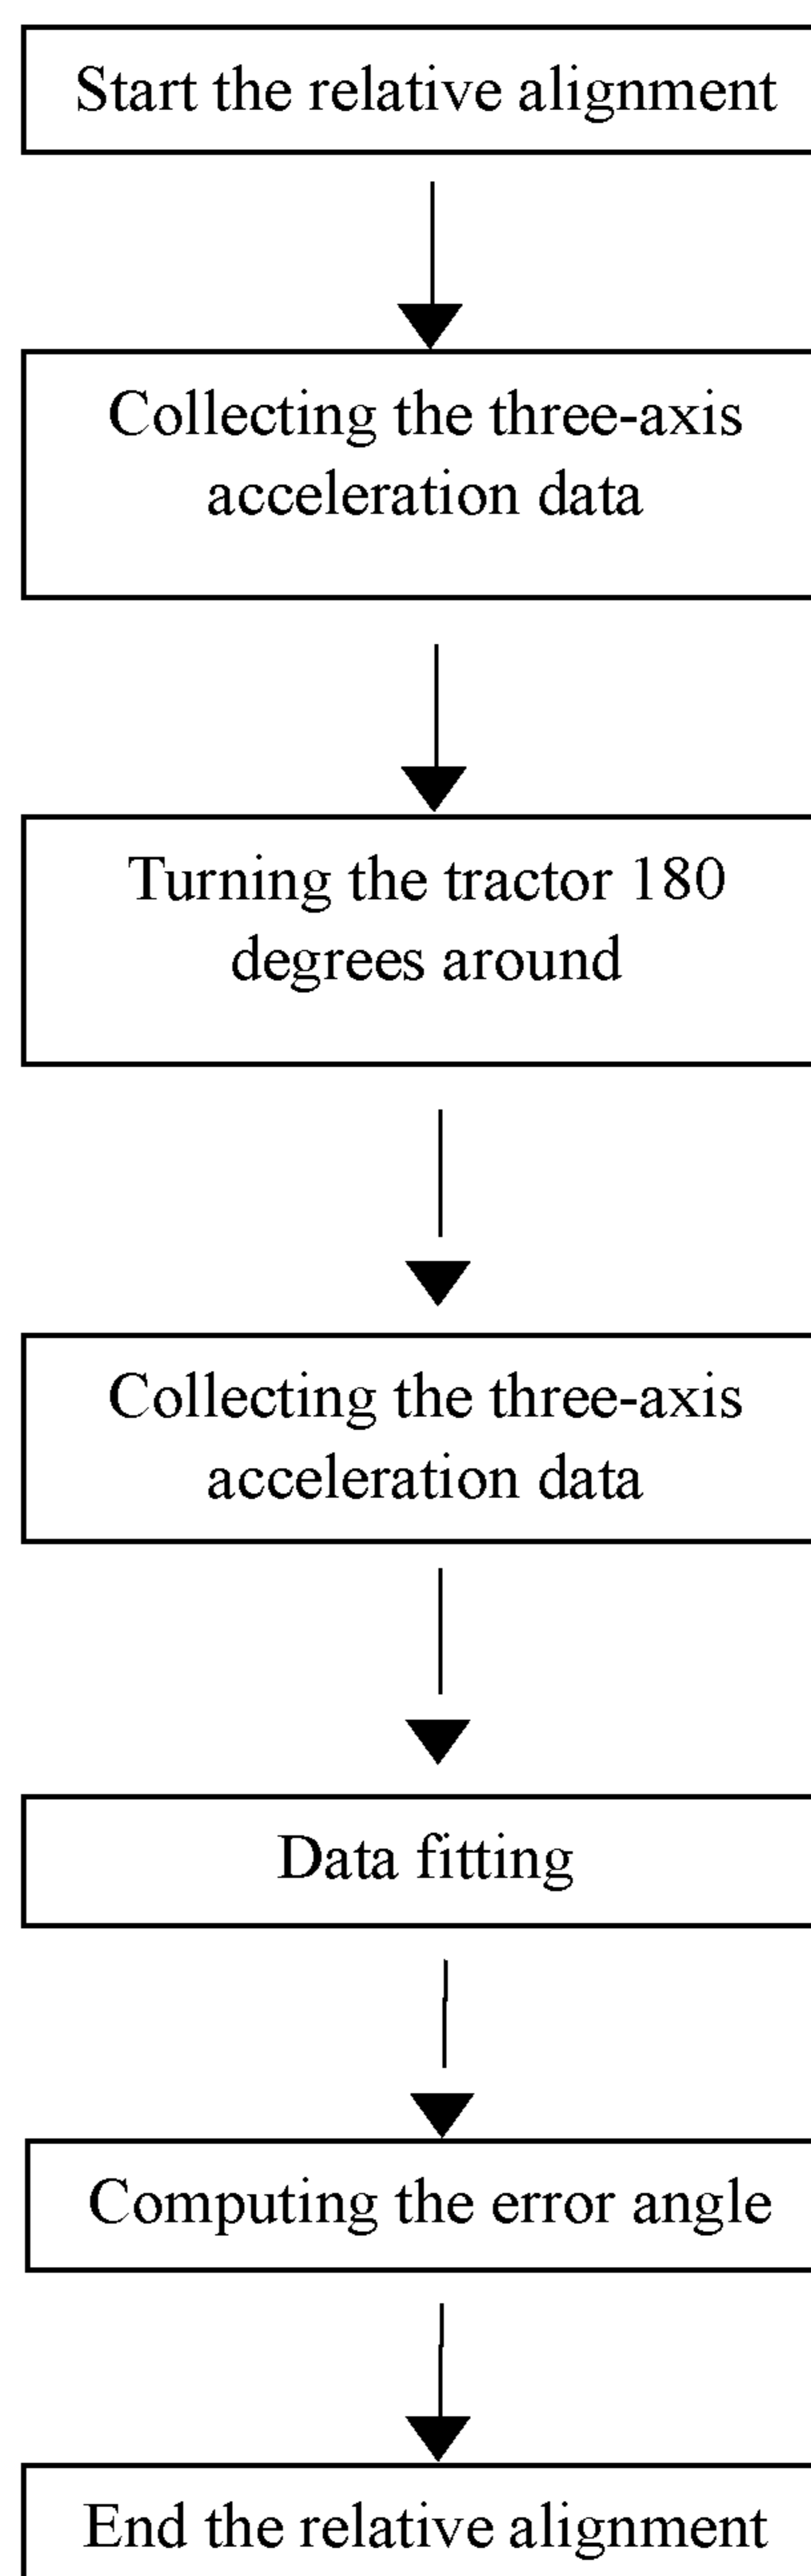 Start the relative alignment
Collecting the three-axis
acceleration data
Turning the tractor 180
degrees around
Collecting the three-axis
acceleration data
Data fitting
Computing the error angle
End the relative alignment